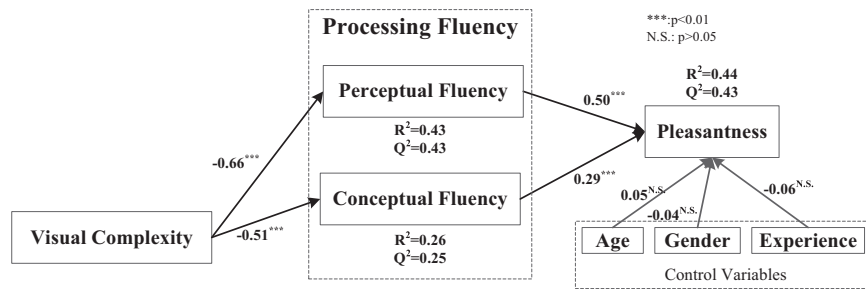 Processing Fluency
***:p<0.01
N.S.: p>0.05
Perceptual Fluency
R²=0.43
Q²=0.43
0.50***
R²=0.44
Q²=0.43
Pleasantness
-0.66***
Conceptual Fluency
R²=0.26
Q²=0.25
0.29***
Visual Complexity
-0.51***
0.05N.S.
-0.04N.S.
-0.06N.S.
Age
Gender
Experience
Control Variables